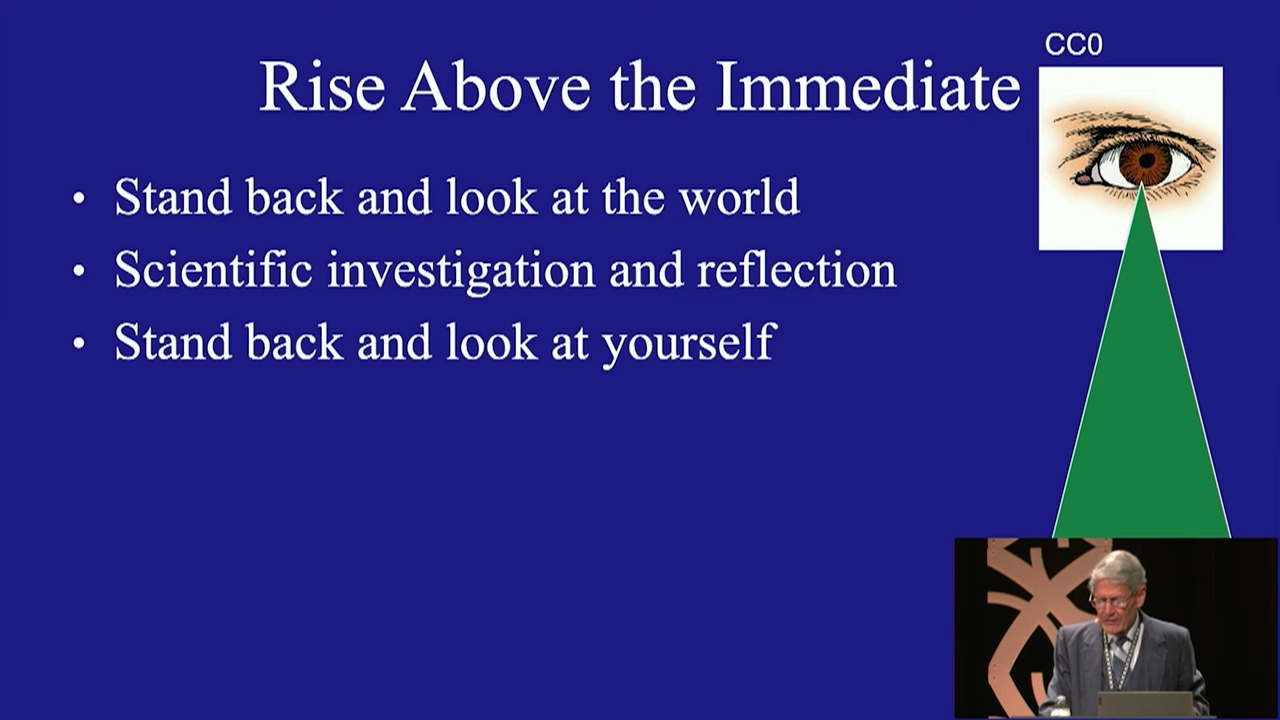 CC0
Rise Above the Immediate
• Stand back and look at the world
• Scientific investigation and reflection
• Stand back and look at yourself